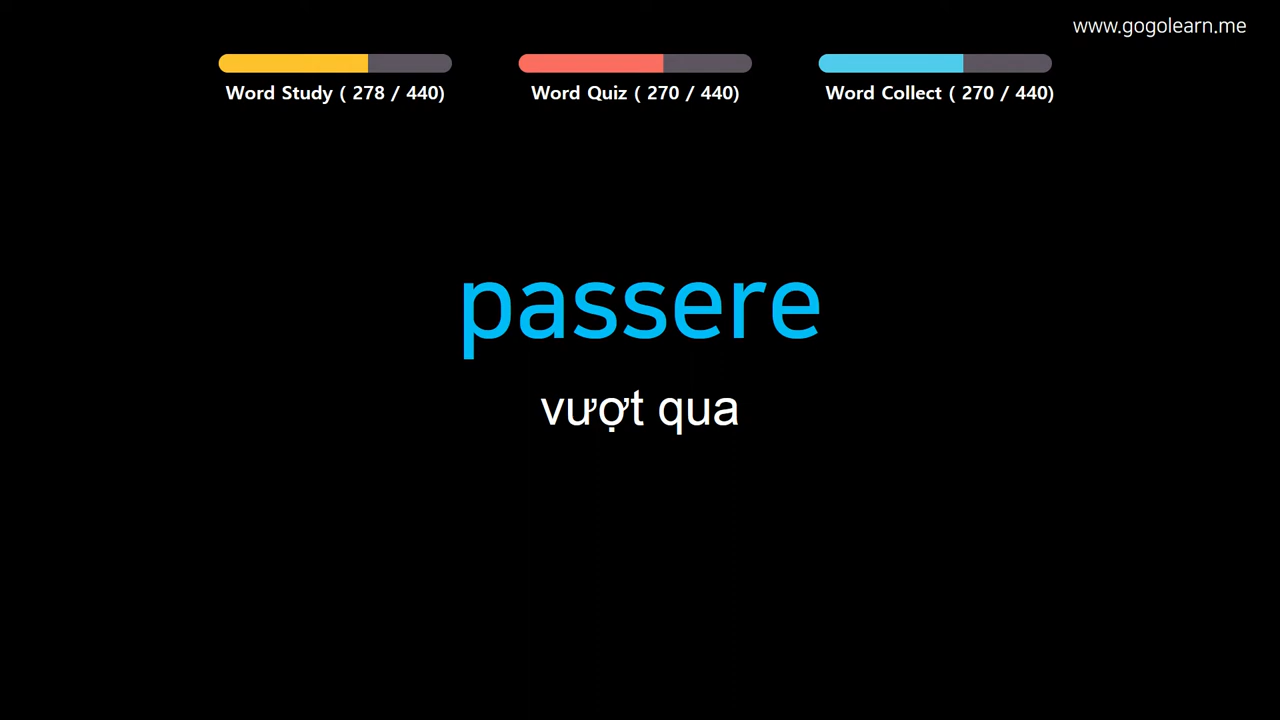 www.gogolearn.me
Word Study ( 278 / 440)
Word Quiz ( 270 / 440)
Word Collect ( 270 / 440)
passere
vượt qua